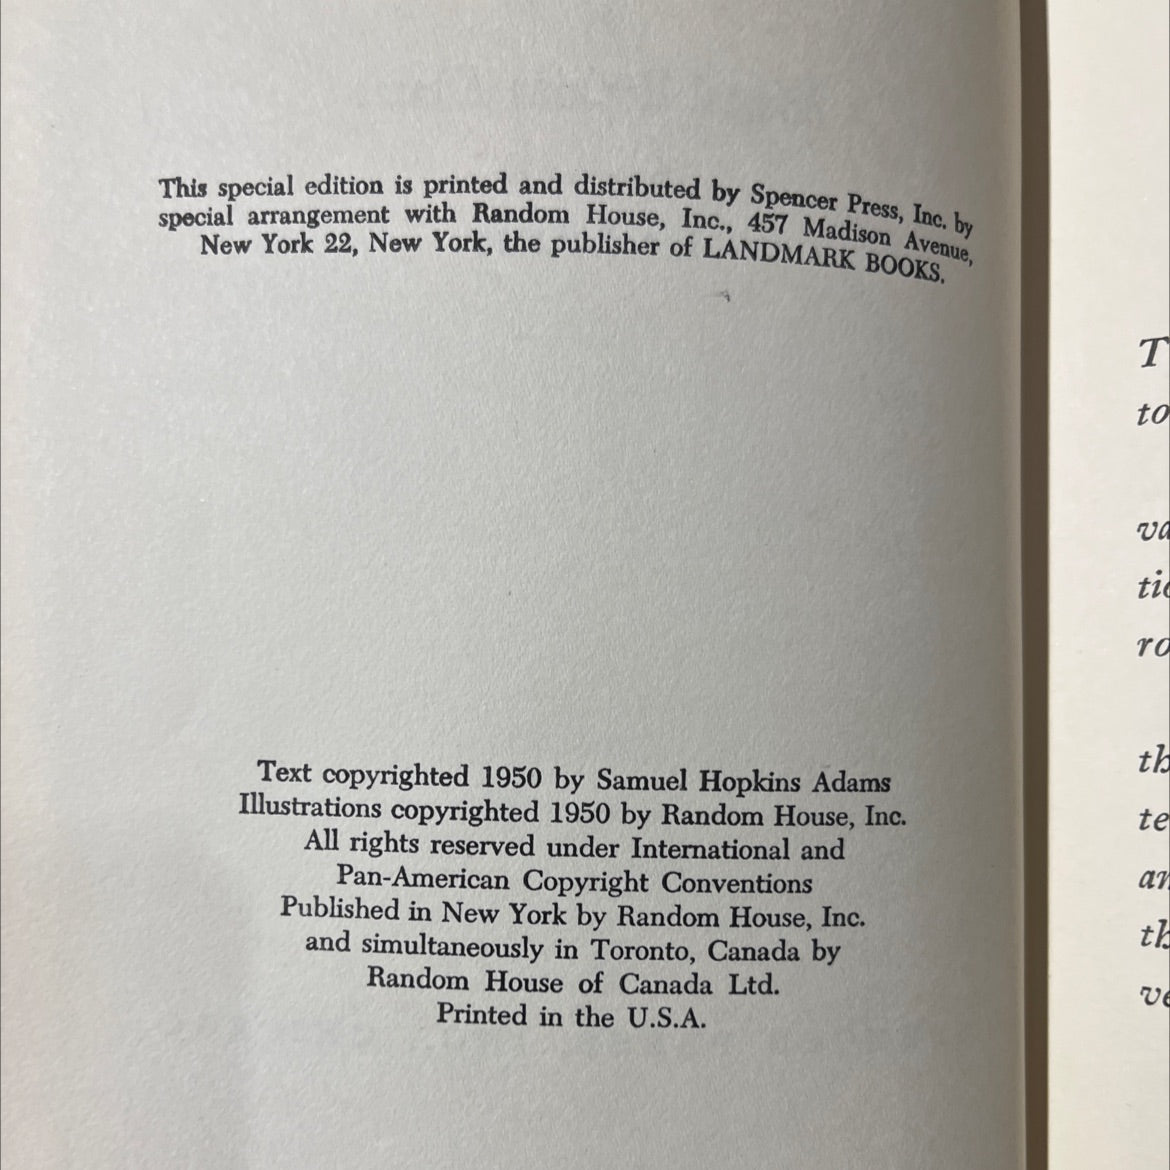 This special edition is printed and distributed by Spencer Press, Inc. by
special arrangement with Random House, Inc., 457 Madison Avenue,
New York 22, New York, the publisher of LANDMARK BOOKS.
Text copyrighted 1950 by Samuel Hopkins Adams
Illustrations copyrighted 1950 by Random House, Inc.
All rights reserved under International and
Pan-American Copyright Conventions
Published in New York by Random House, Inc.
and simultaneously in Toronto, Canada by
Random House of Canada Ltd.
Printed in the U.S.A.